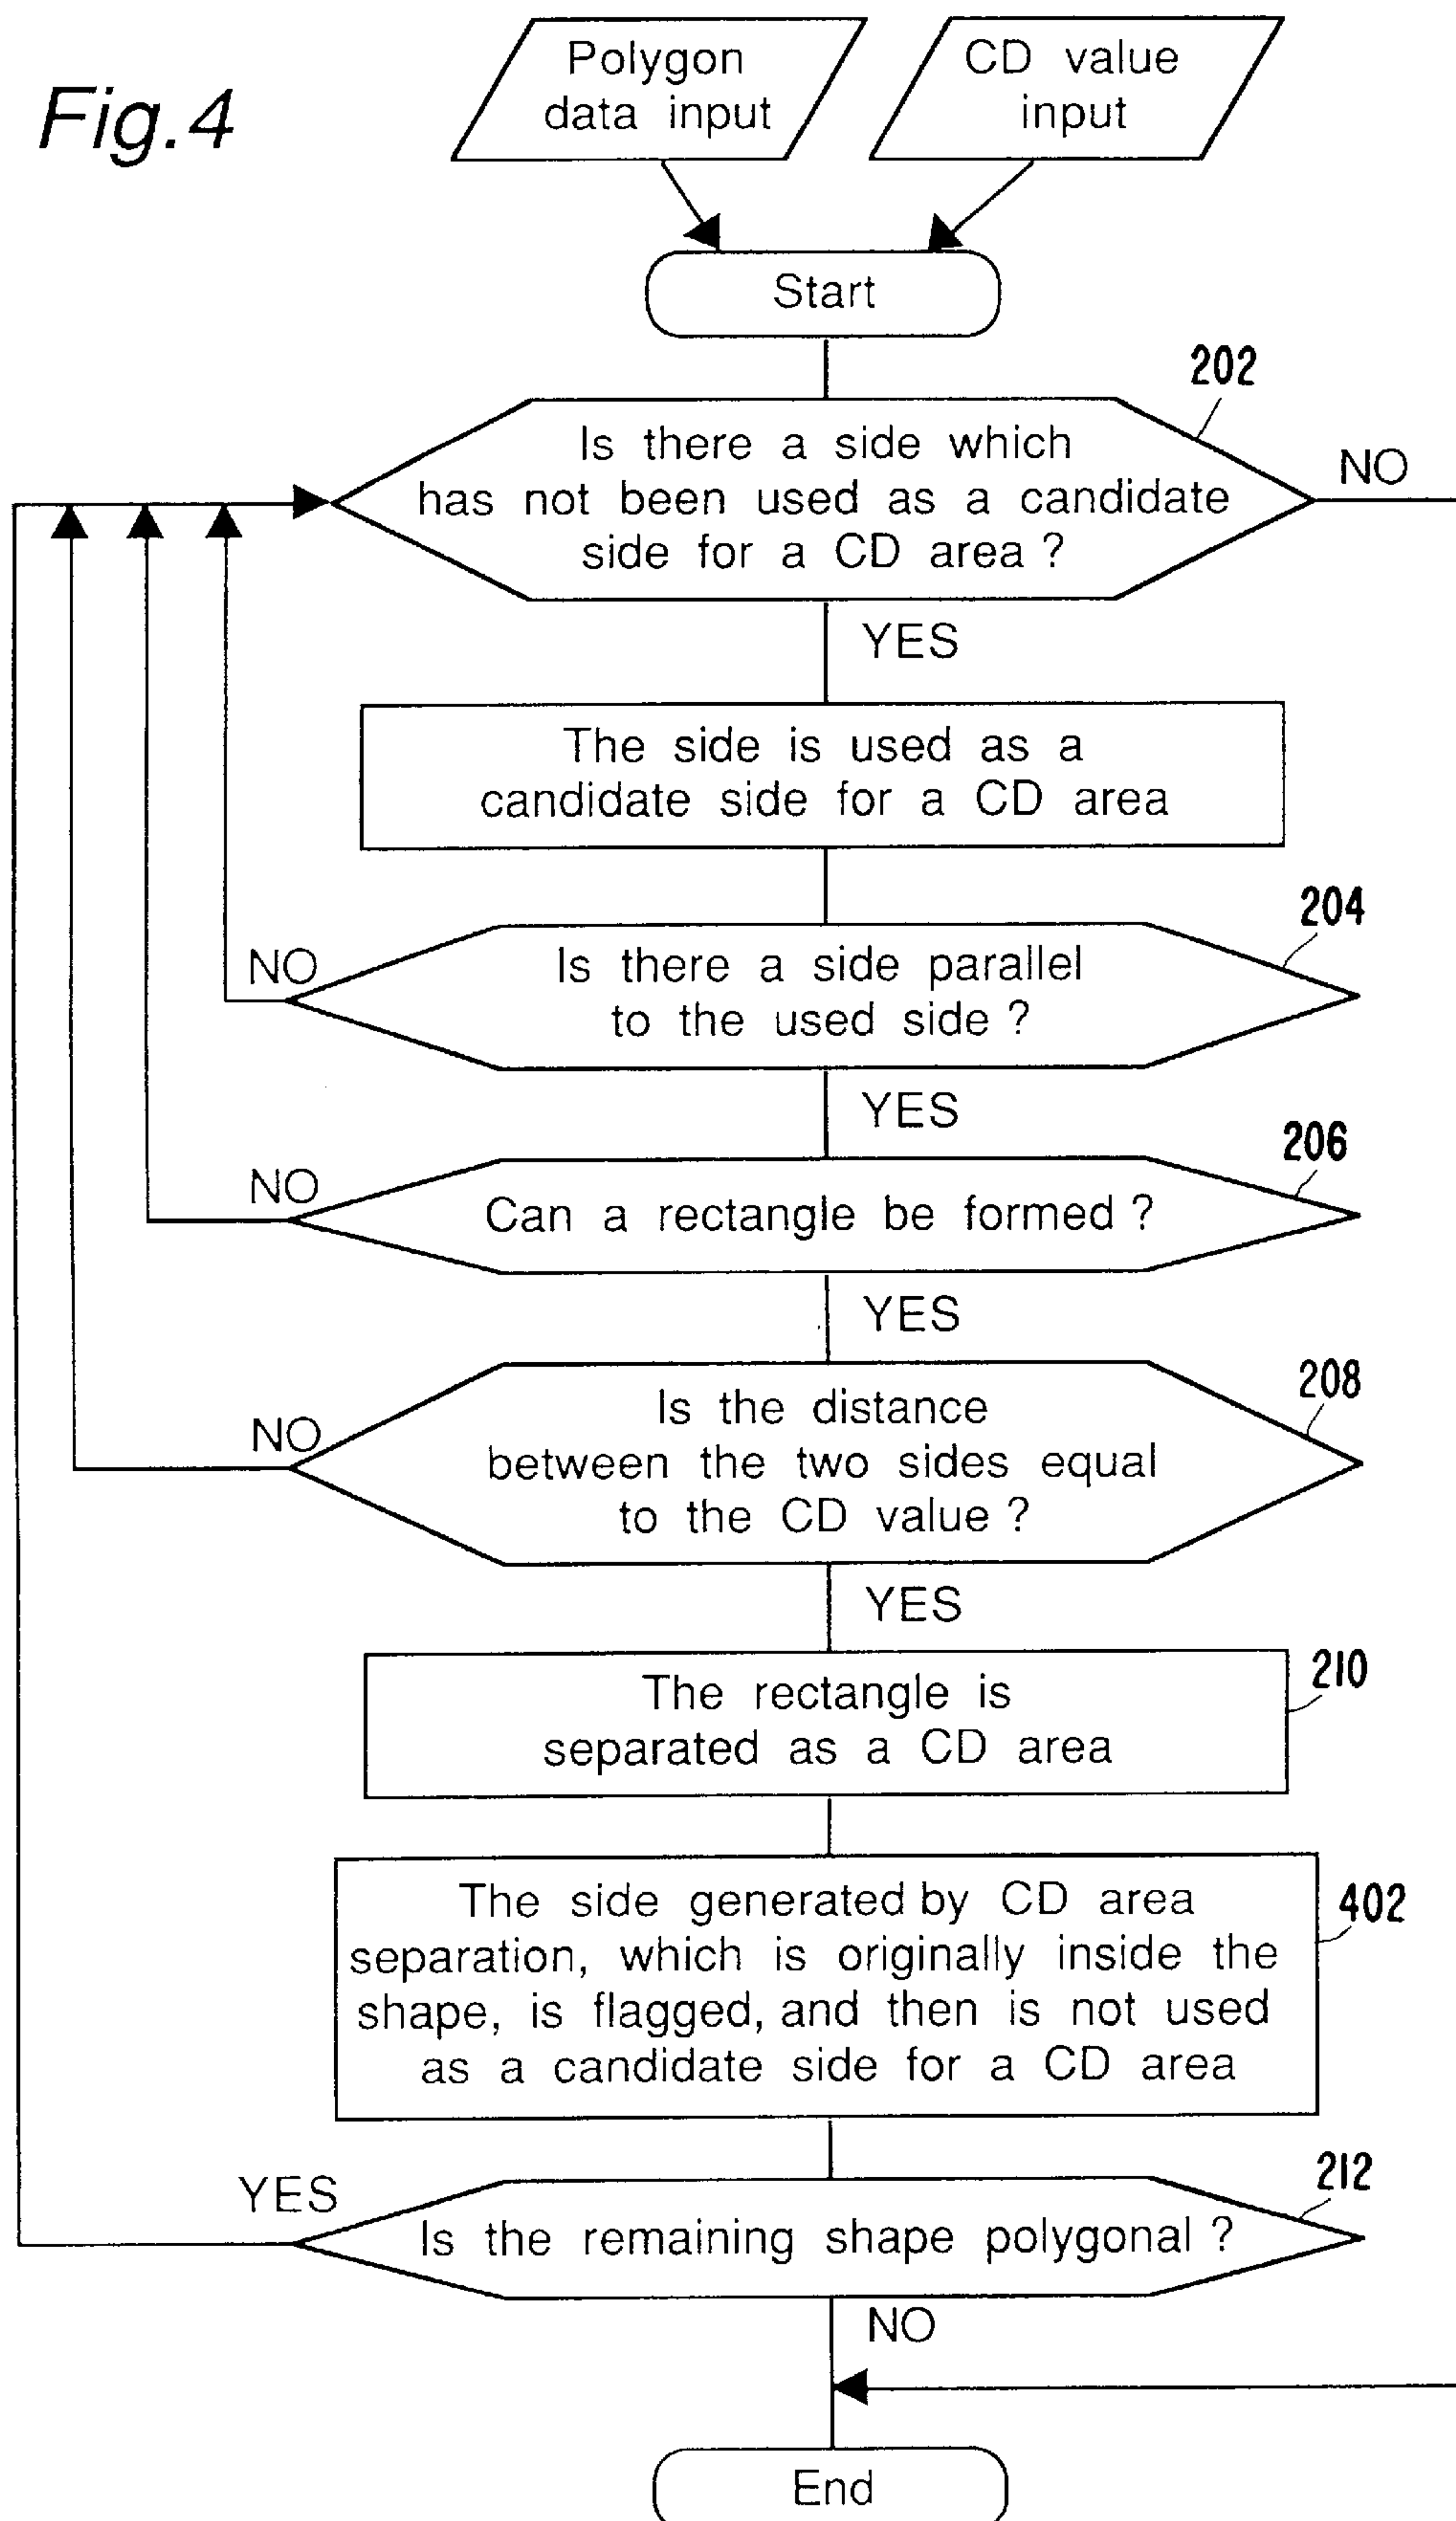 Fig.4
Polygon
data input
CD value
input
Start
202
Is there a side which
has not been used as a candidate
side for a CD area ?
NO
YES
The side is used as a
candidate side for a CD area
204
NO
Is there a side parallel
to the used side ?
YES
206
NO
Can a rectangle be formed ?
YES
208
NO
Is the distance
between the two sides equal
to the CD value ?
YES
210
The rectangle is
separated as a CD area
402
The side generated by CD area
separation, which is originally inside the
shape, is flagged, and then is not used
as a candidate side for a CD area
212
YES
Is the remaining shape polygonal ?
NO
End